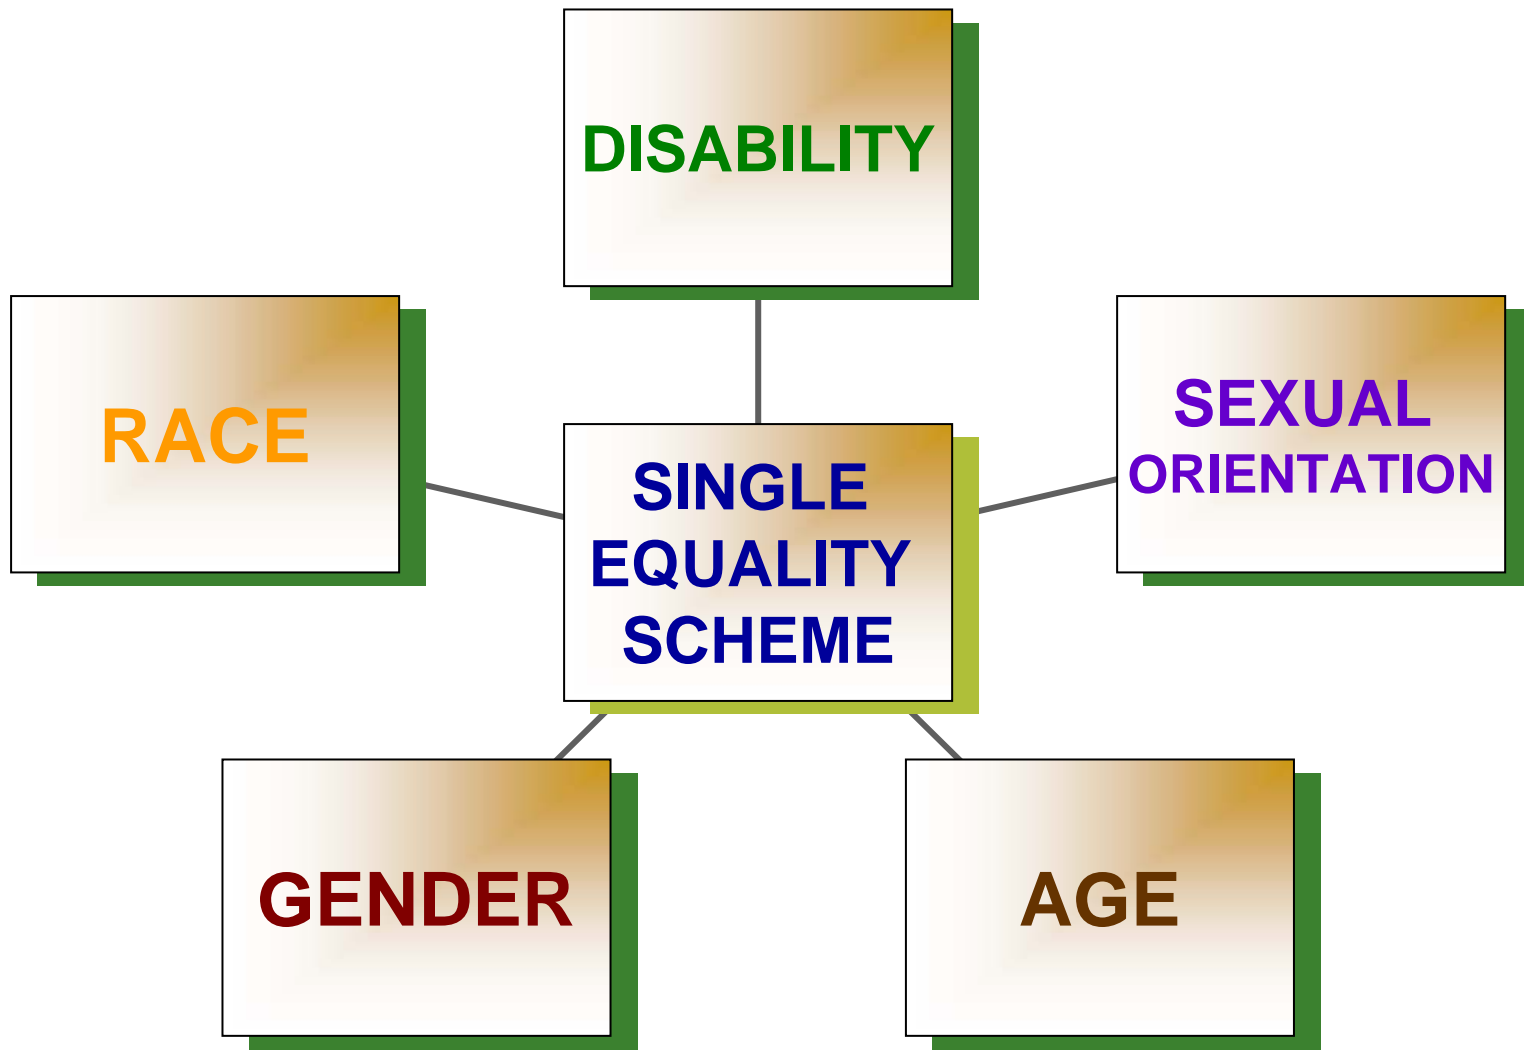 DISABILITY
RACE
SEXUAL
ORIENTATION
SINGLE
EQUALITY
SCHEME
GENDER
AGE